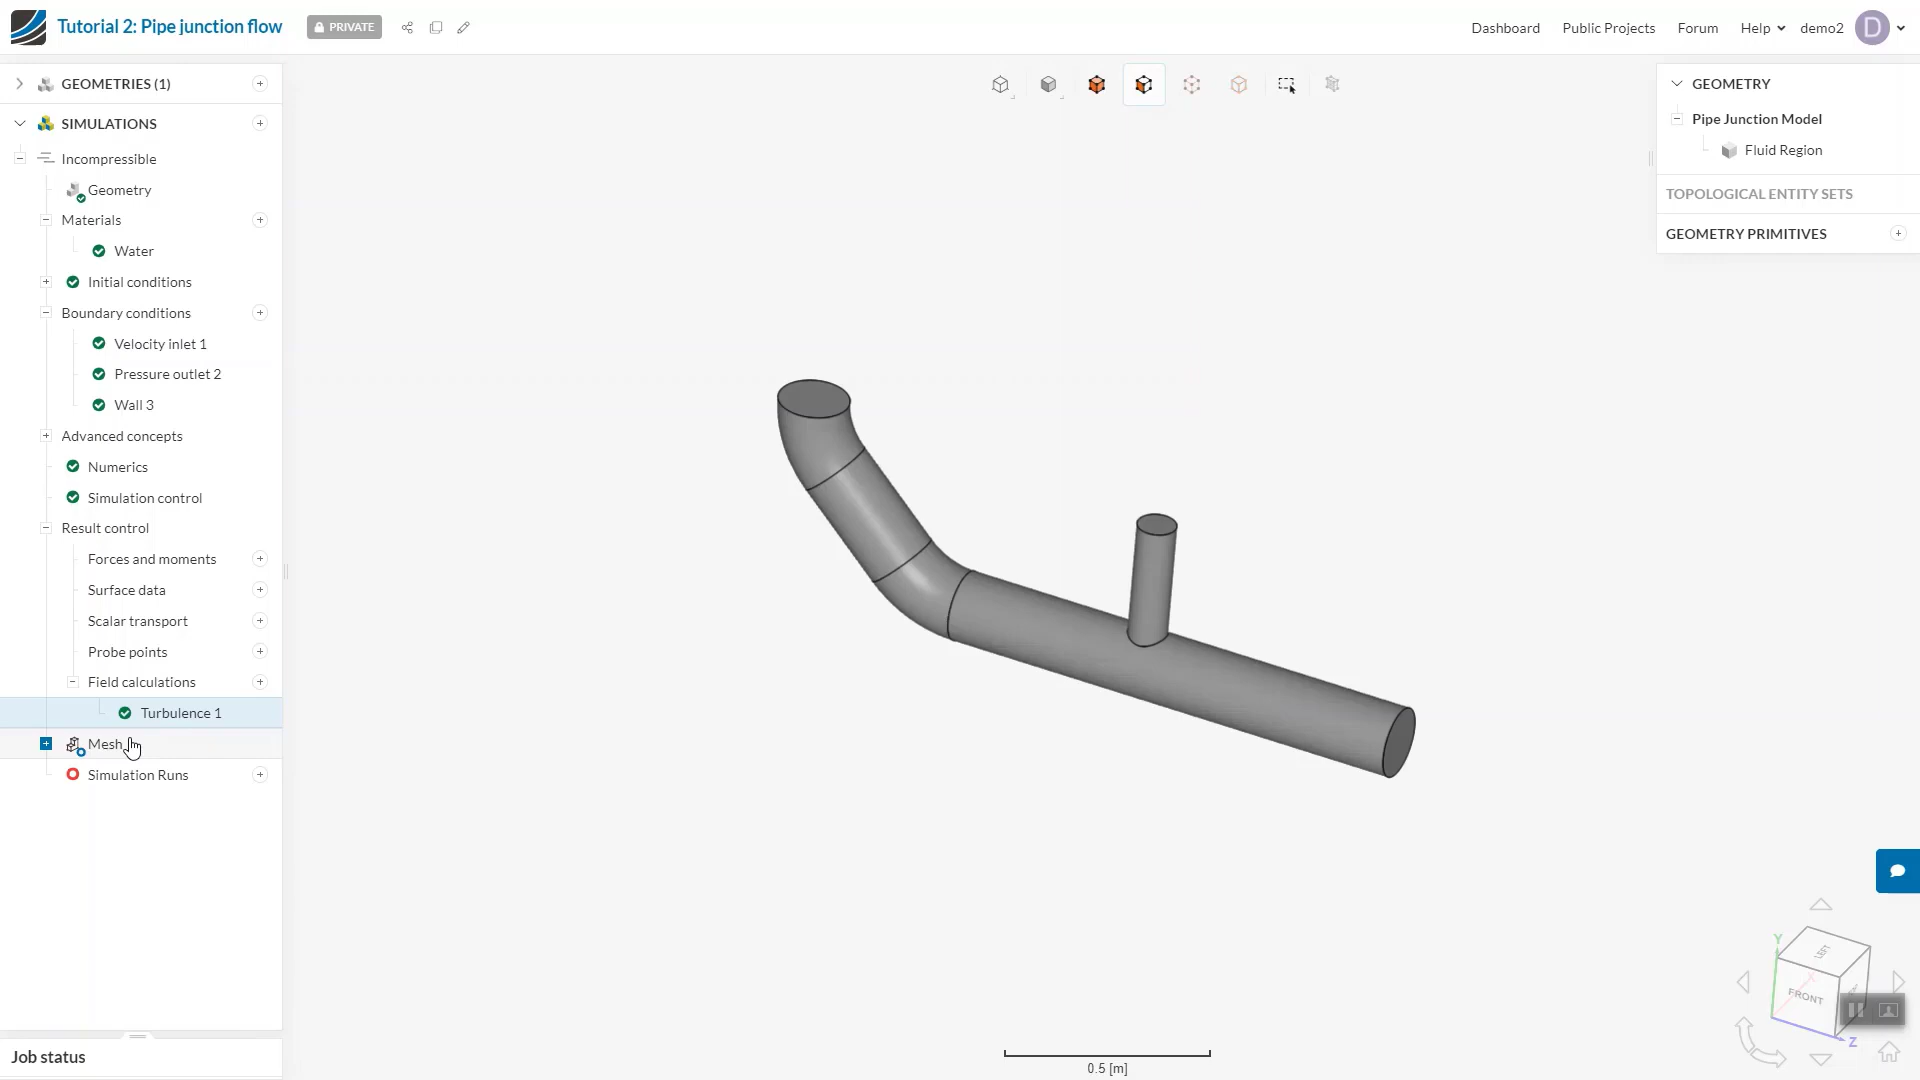 Tutorial 2: Pipe junction flow
PRIVATE
Dashboard
Public Projects
Forum
Help
demo2
D
GEOMETRIES (1)
SIMULATIONS
Incompressible
Geometry
Materials
Water
Initial conditions
Boundary conditions
Velocity inlet 1
Pressure outlet 2
Wall 3
Advanced concepts
Numerics
Simulation control
Result control
Forces and moments
Surface data
Scalar transport
Probe points
Field calculations
Turbulence 1
Mesh
Simulation Runs
Job status
GEOMETRY
Pipe Junction Model
Fluid Region
TOPOLOGICAL ENTITY SETS
GEOMETRY PRIMITIVES
0.5 [m]
Y
LEFT
X
FRONT
Z